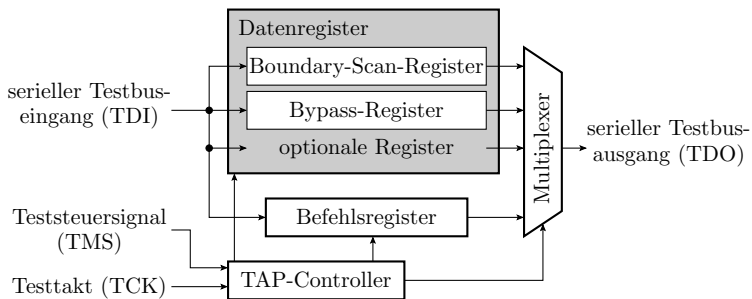 Datenregister
Boundary-Scan-Register
serieller Testbus-
eingang (TDI)
Bypass-Register
optionale Register
Multiplexer
serieller Testbus-
ausgang (TDO)
Befehlsregister
Teststeuersignal
(TMS)
Testtakt (TCK)
TAP-Controller